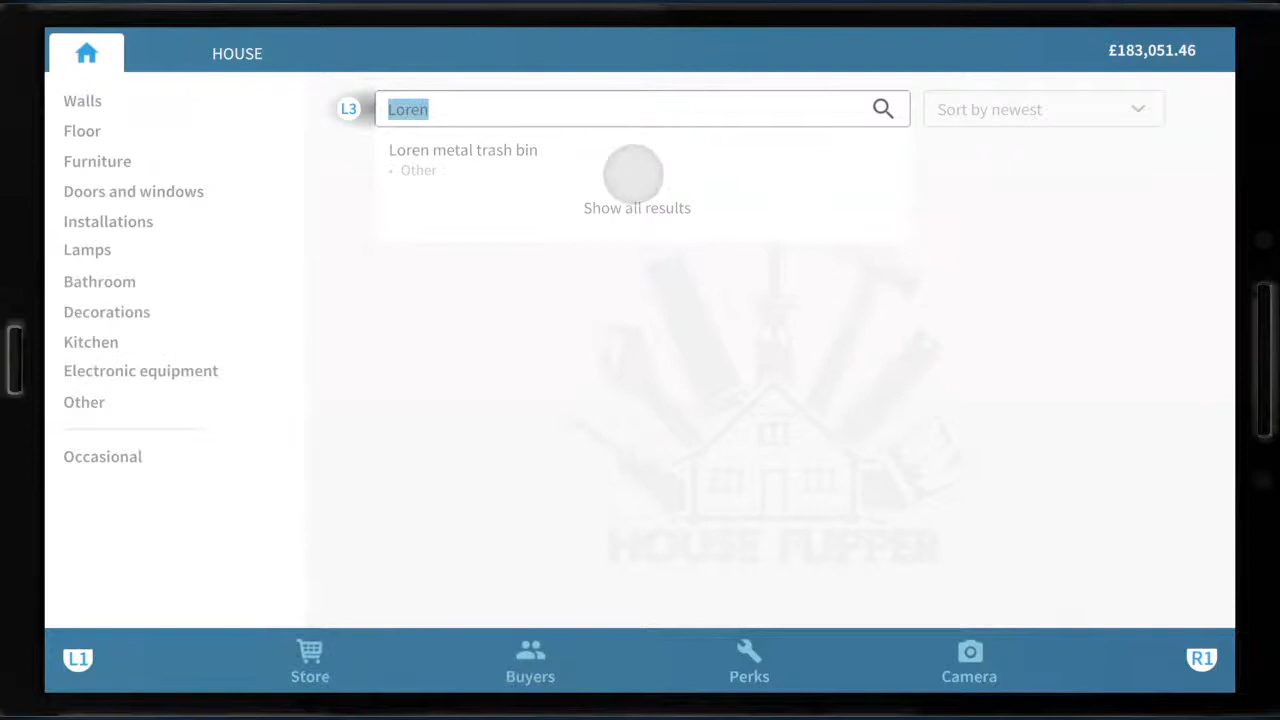 HOUSE
£183,051.46
Walls
Floor
Furniture
Doors and windows
Installations
Lamps
Bathroom
Decorations
Kitchen
Electronic equipment
Other
Occasional
L3
Loren
Sort by newest
Loren metal trash bin
• Other
Show all results
HOUSE FLIPPER
L1
Store
Buyers
Perks
Camera
R1